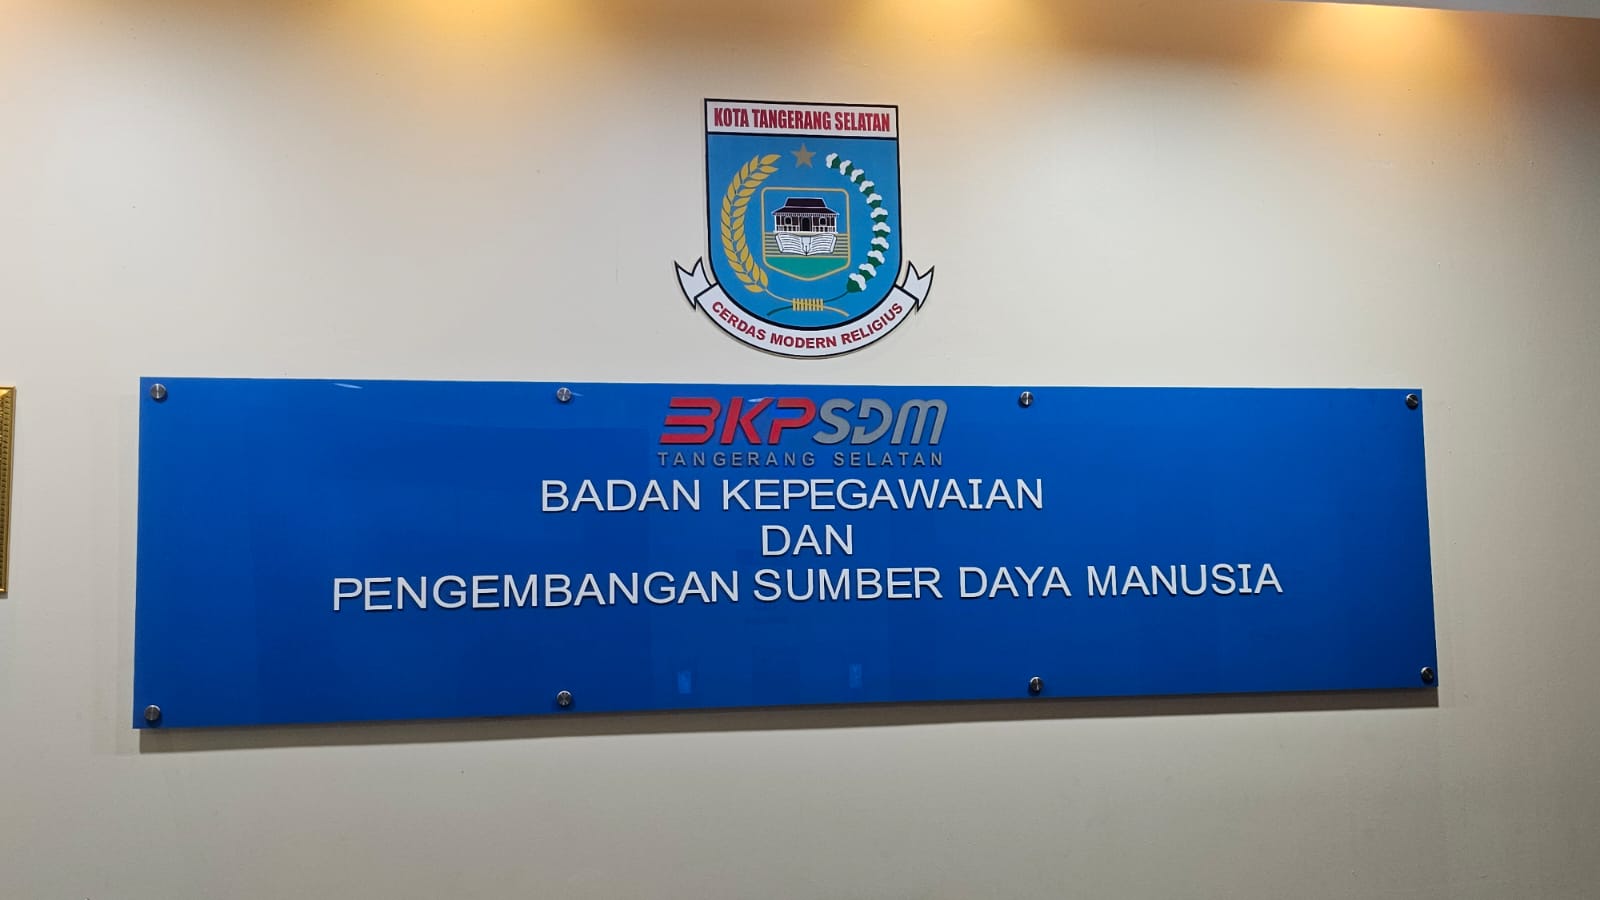 KOTA TANGERANG SELATAN
CERDAS MODERN RELIGIUS
BKPSDM
TANGERANG SELATAN
BADAN KEPEGAWAIAN
DAN
PENGEMBANGAN SUMBER DAYA MANUSIA